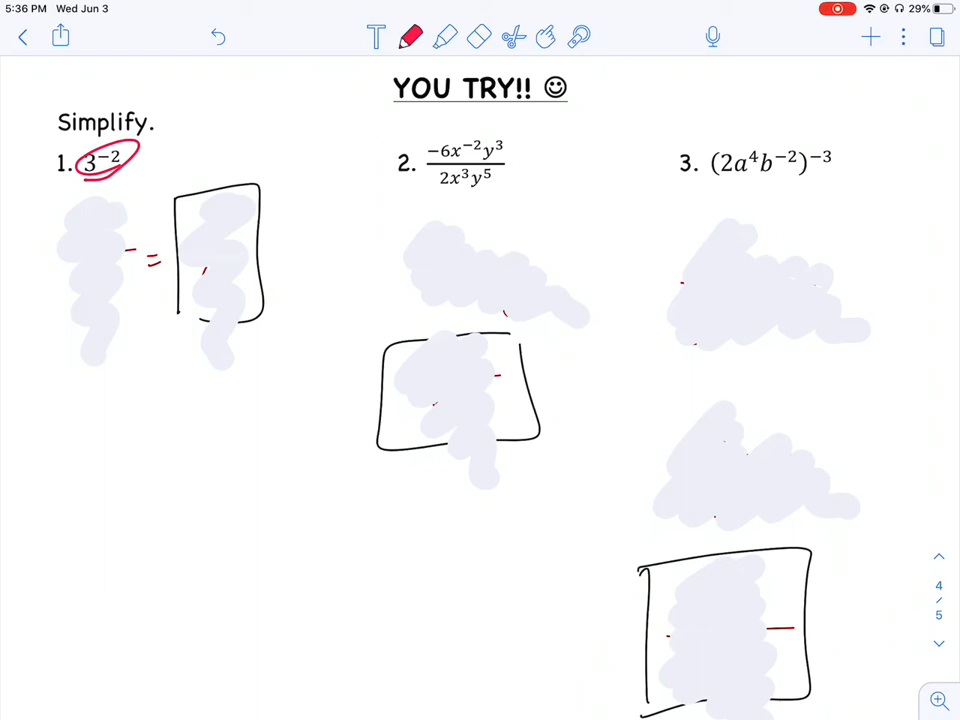 5:36 PM Wed Jun 3 29%
YOU TRY!! ☺
Simplify.
1. 3⁻²
2. (−6x⁻²y³)/(2x³y⁵)
3. (2a⁴b⁻²)⁻³
=
4
/
5